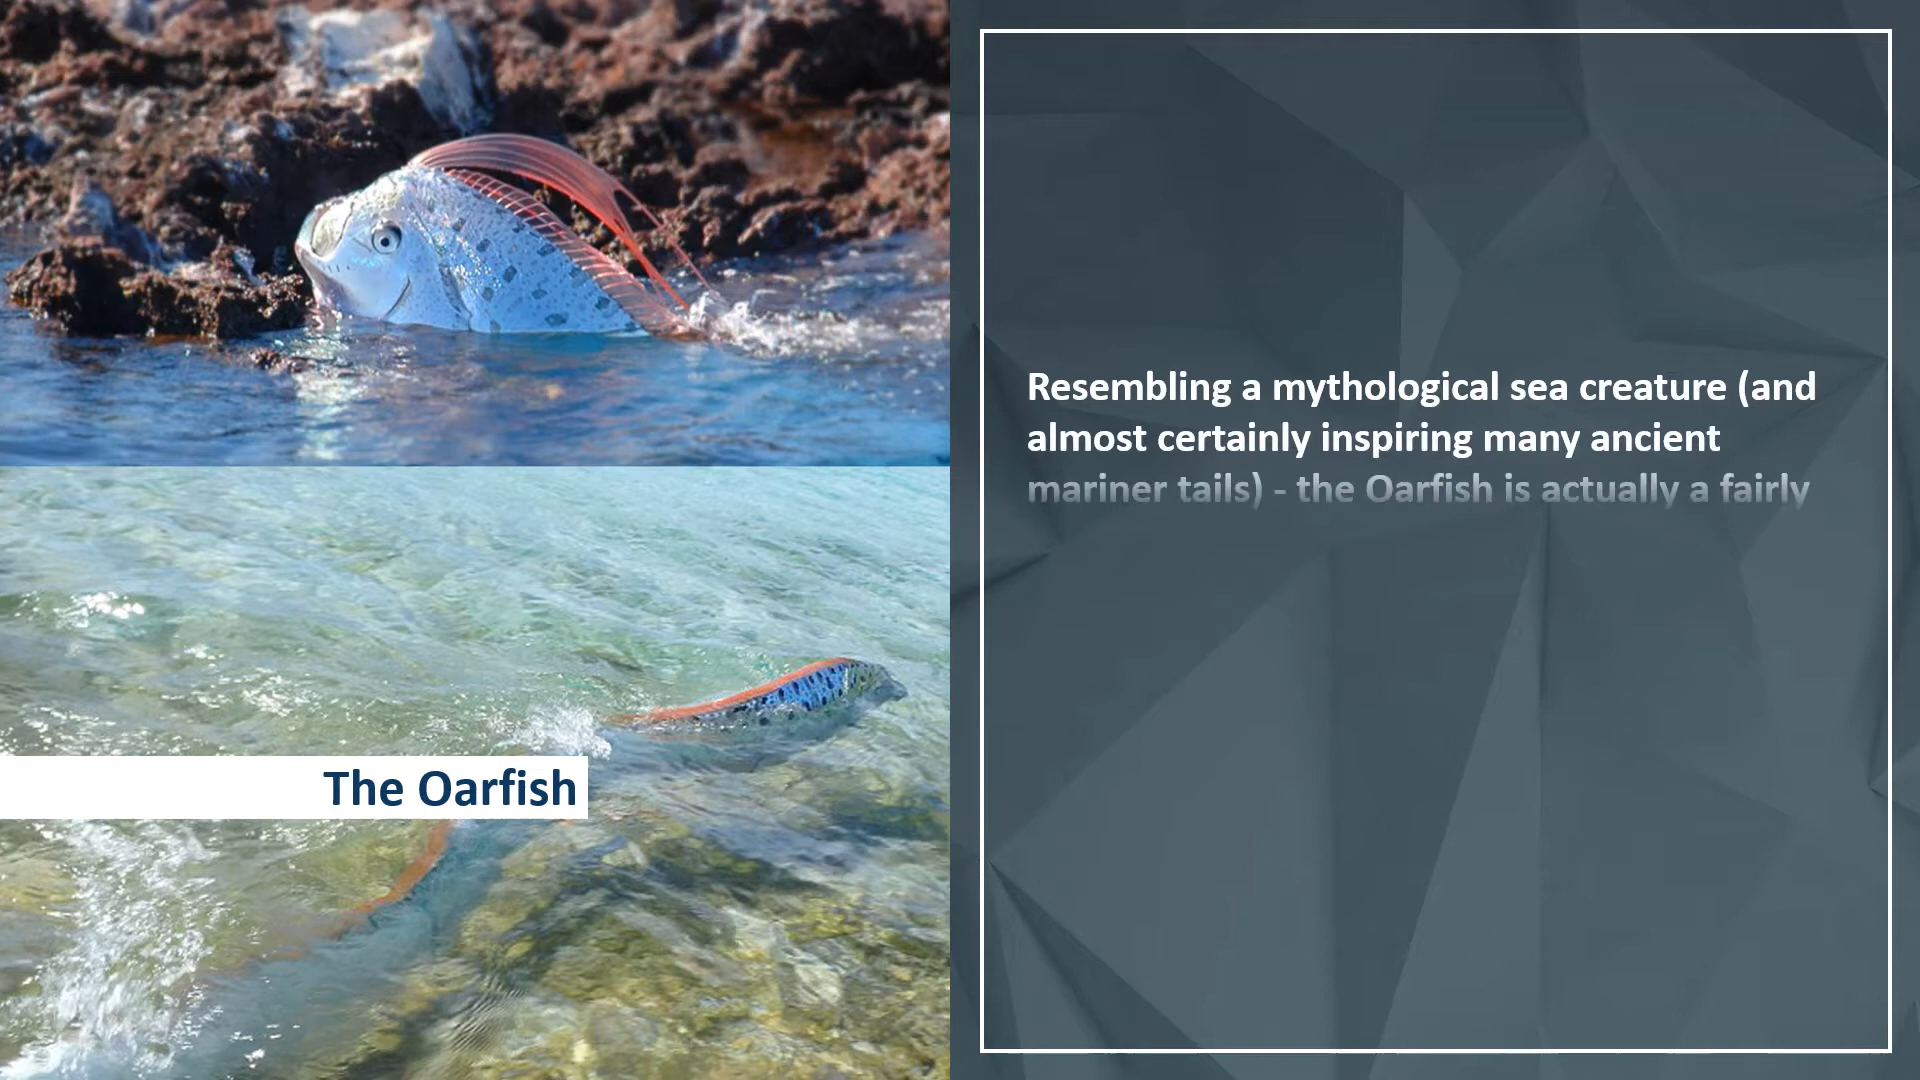 The Oarfish
Resembling a mythological sea creature (and
almost certainly inspiring many ancient
mariner tails) - the Oarfish is actually a fairly